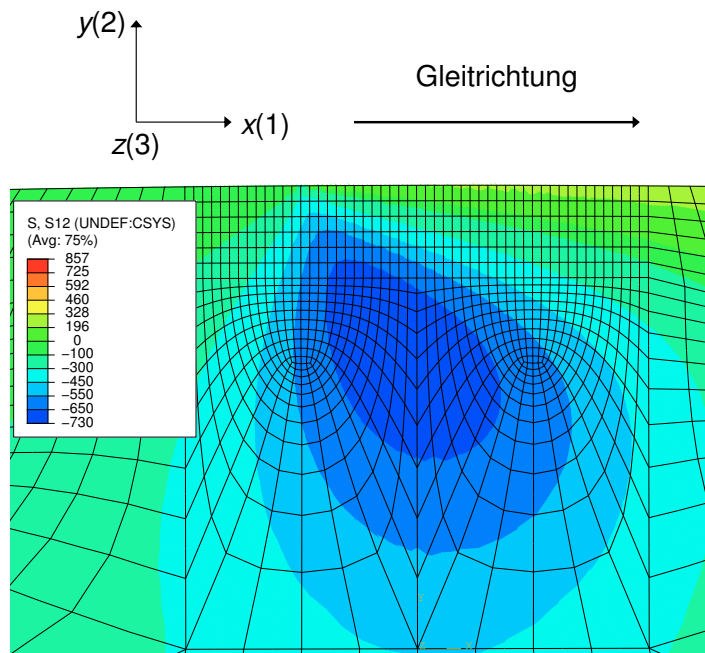 y(2)
Gleitrichtung
x(1)
z(3)
S, S12 (UNDEF:CSYS)
(Avg: 75%)
857
725
592
460
328
196
0
−100
−300
−450
−550
−650
−730